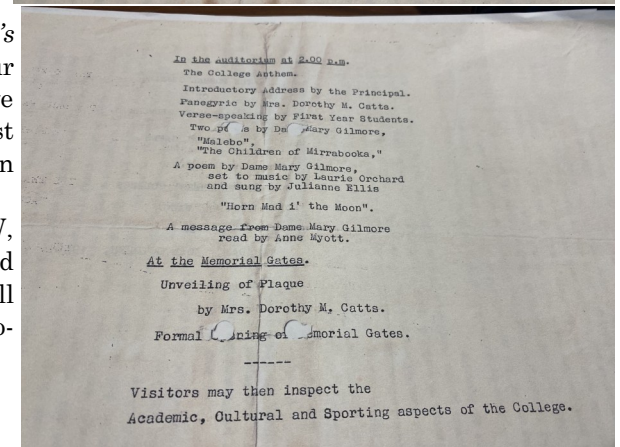 's
ur
ve
st
n
V,
d
ll
o-
In the Auditorium at 2.00 p.m.
The College Anthem.
Introductory Address by the Principal.
Panegyric by Mrs. Dorothy M. Catts.
Verse-speaking by First Year Students.
Two by Mary Gilmore,
"Malebo",
"The Children of Mirrabooka,"
A poem by Dame Mary Gilmore,
set to music by Laurie Orchard
and sung by Julianne Ellis
"Horn Mad i' the Moon".
A message from Dame Mary Gilmore
read by Anne Myott.
At the Memorial Gates.
Unveiling of Plaque
by Mrs. Dorothy M. Catts.
Formal Gates.
------
Visitors may then inspect the
Academic, Cultural and Sporting aspects of the College.